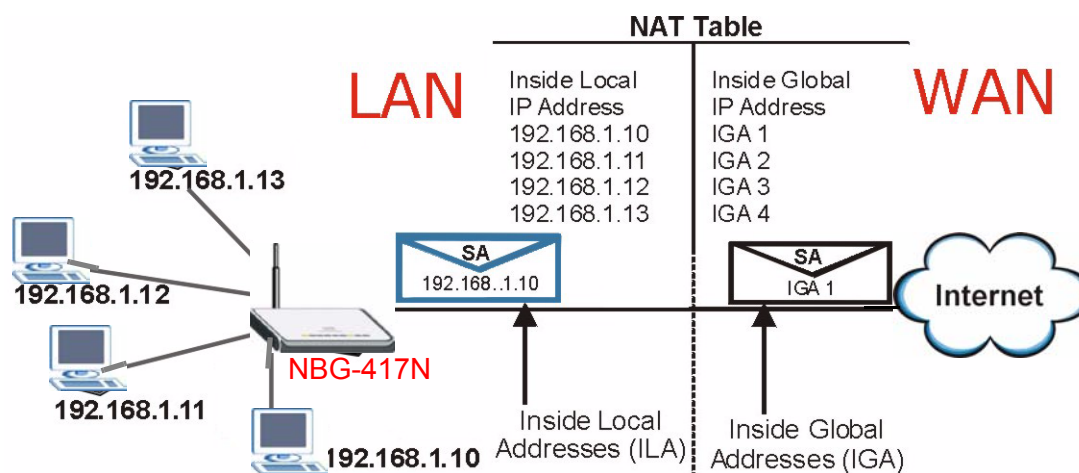 NAT Table
LAN
WAN
Inside Local
IP Address
192.168.1.10
192.168.1.11
192.168.1.12
192.168.1.13
Inside Global
IP Address
IGA 1
IGA 2
IGA 3
IGA 4
192.168.1.13
192.168.1.12
192.168.1.11
192.168.1.10
NBG-417N
SA
192.168..1.10
SA
IGA 1
Internet
Inside Local
Addresses (ILA)
Inside Global
Addresses (IGA)